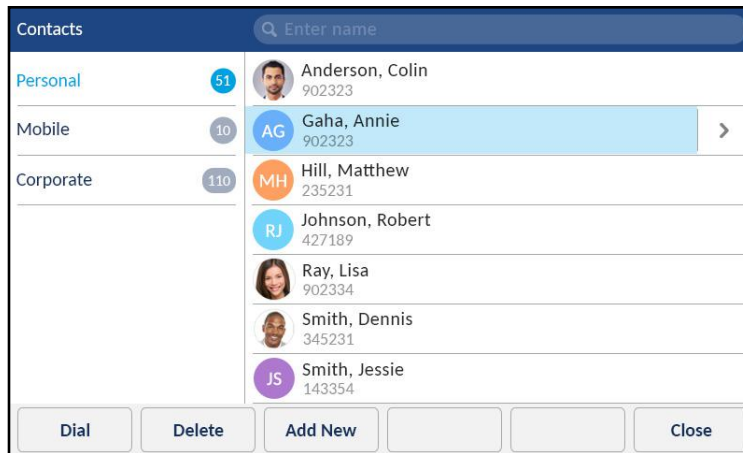 Contacts
Enter name
Personal 51
Mobile 10
Corporate 110
Anderson, Colin
902323
AG
Gaha, Annie
902323
MH
Hill, Matthew
235231
RJ
Johnson, Robert
427189
Ray, Lisa
902334
Smith, Dennis
345231
JS
Smith, Jessie
143354
Dial Delete Add New Close